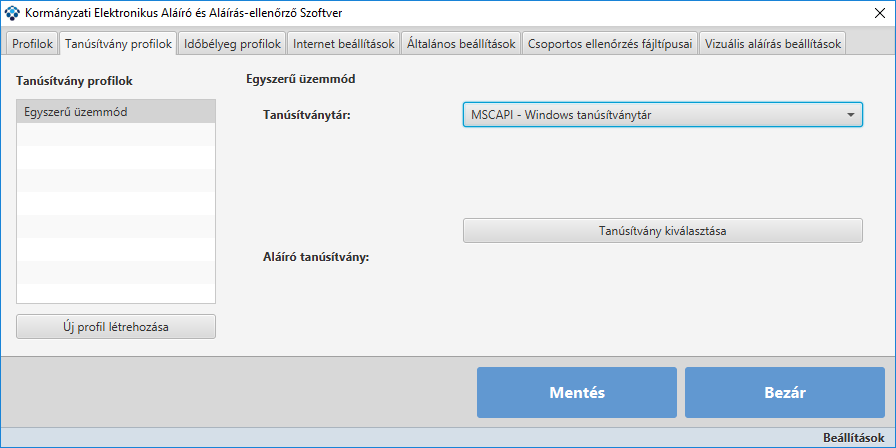 Kormányzati Elektronikus Aláíró és Aláírás-ellenőrző Szoftver
Profilok Tanúsítvány profilok Időbélyeg profilok Internet beállítások Általános beállítások Csoportos ellenőrzés fájltípusai Vizuális aláírás beállítások
Tanúsítvány profilok
Egyszerű üzemmód
Új profil létrehozása
Egyszerű üzemmód
Tanúsítványtár: MSCAPI - Windows tanúsítványtár
Tanúsítvány kiválasztása
Aláíró tanúsítvány:
Mentés Bezár
Beállítások